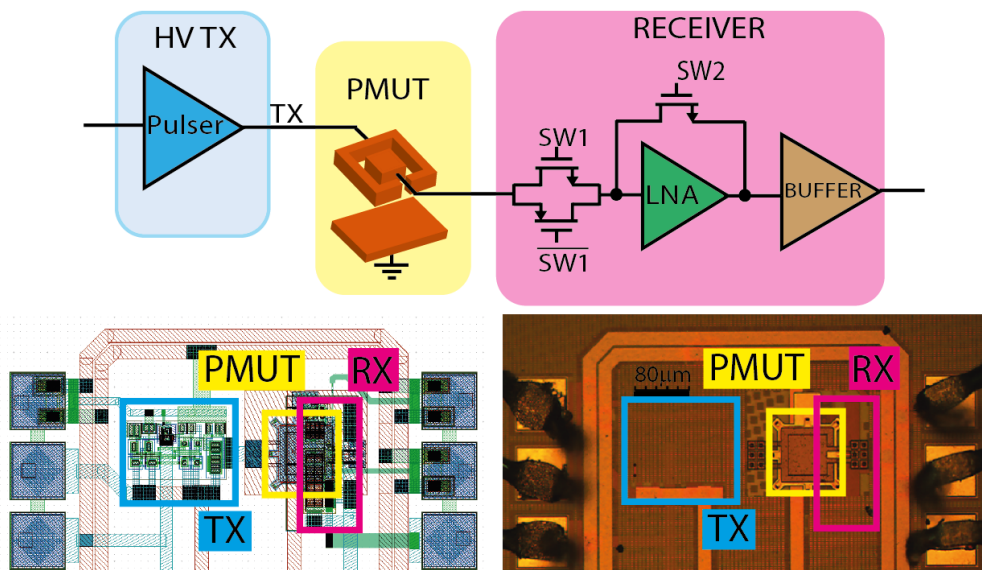 HV TX
Pulser
TX
PMUT
RECEIVER
SW2
SW1
LNA
BUFFER
SW1
PMUT
RX
TX
80μm
PMUT
RX
TX